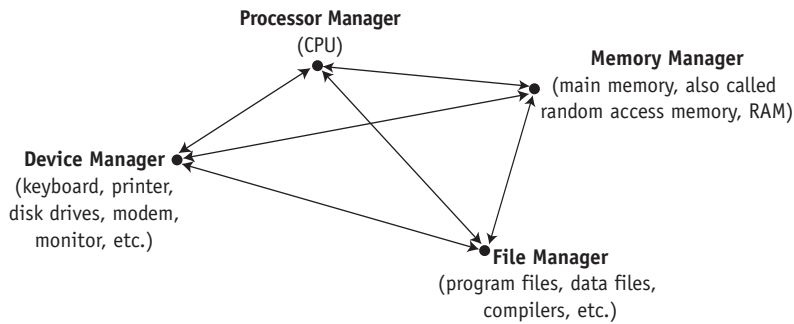 Processor Manager
(CPU)
Memory Manager
(main memory, also called
random access memory, RAM)
Device Manager
(keyboard, printer,
disk drives, modem,
monitor, etc.)
File Manager
(program files, data files,
compilers, etc.)